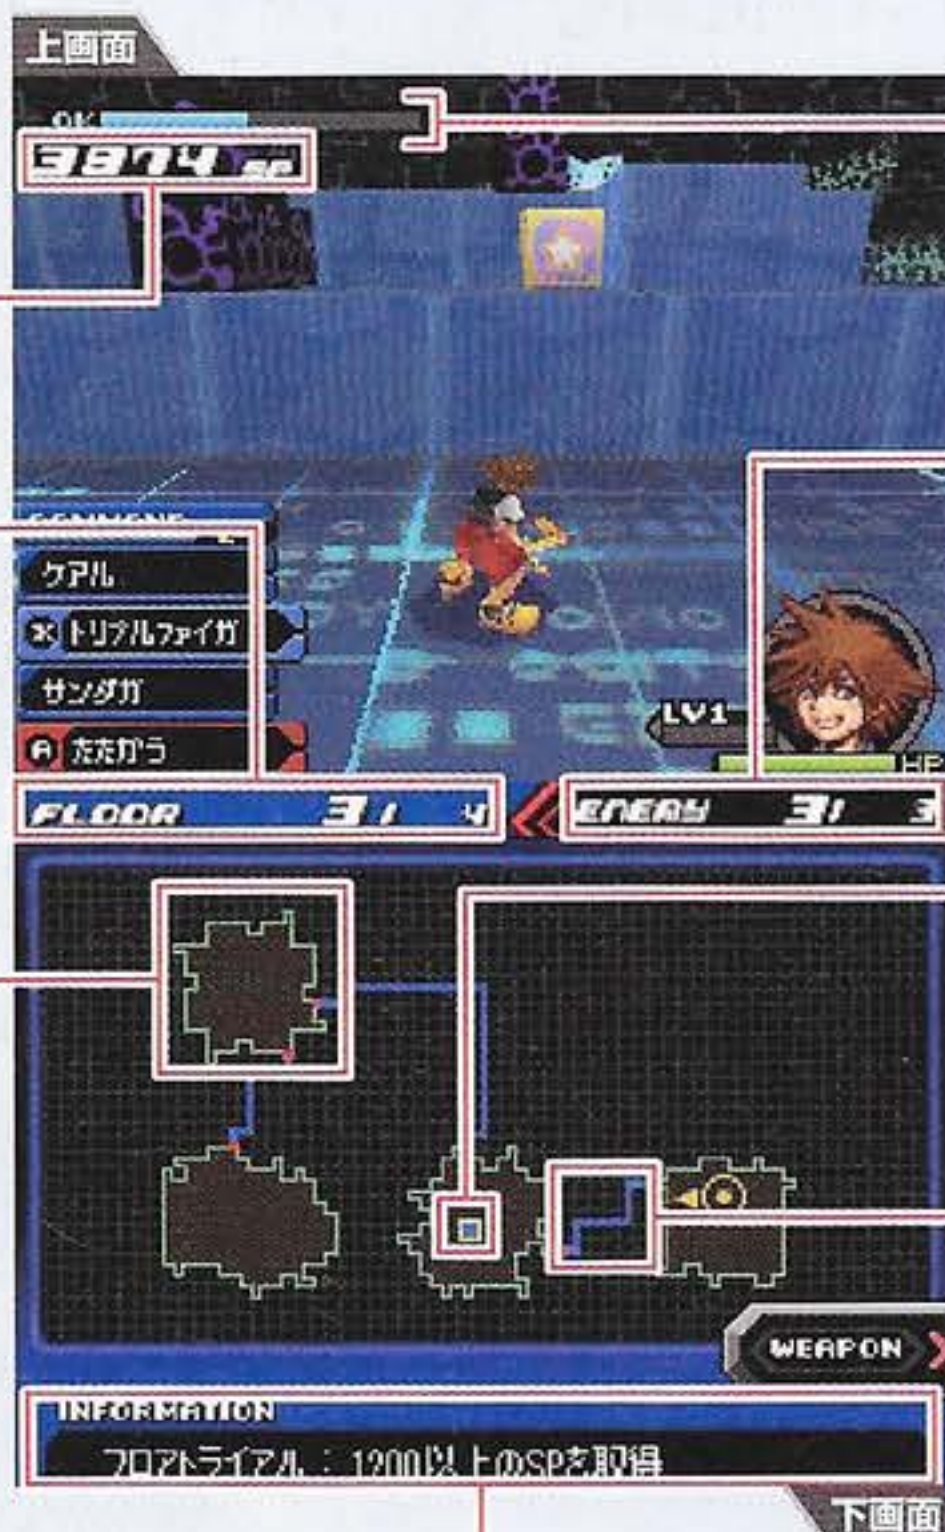 上画面
OK
3874 SP
COMMAND
ケアル
X トリプルファイガ
サンダガ
A たたかう
LV1
HP
FLOOR 3/ 4
ENEMY 3/ 3
WEAPON
INFORMATION
フロアトライアル : 1200以上のSPを取得
下画面